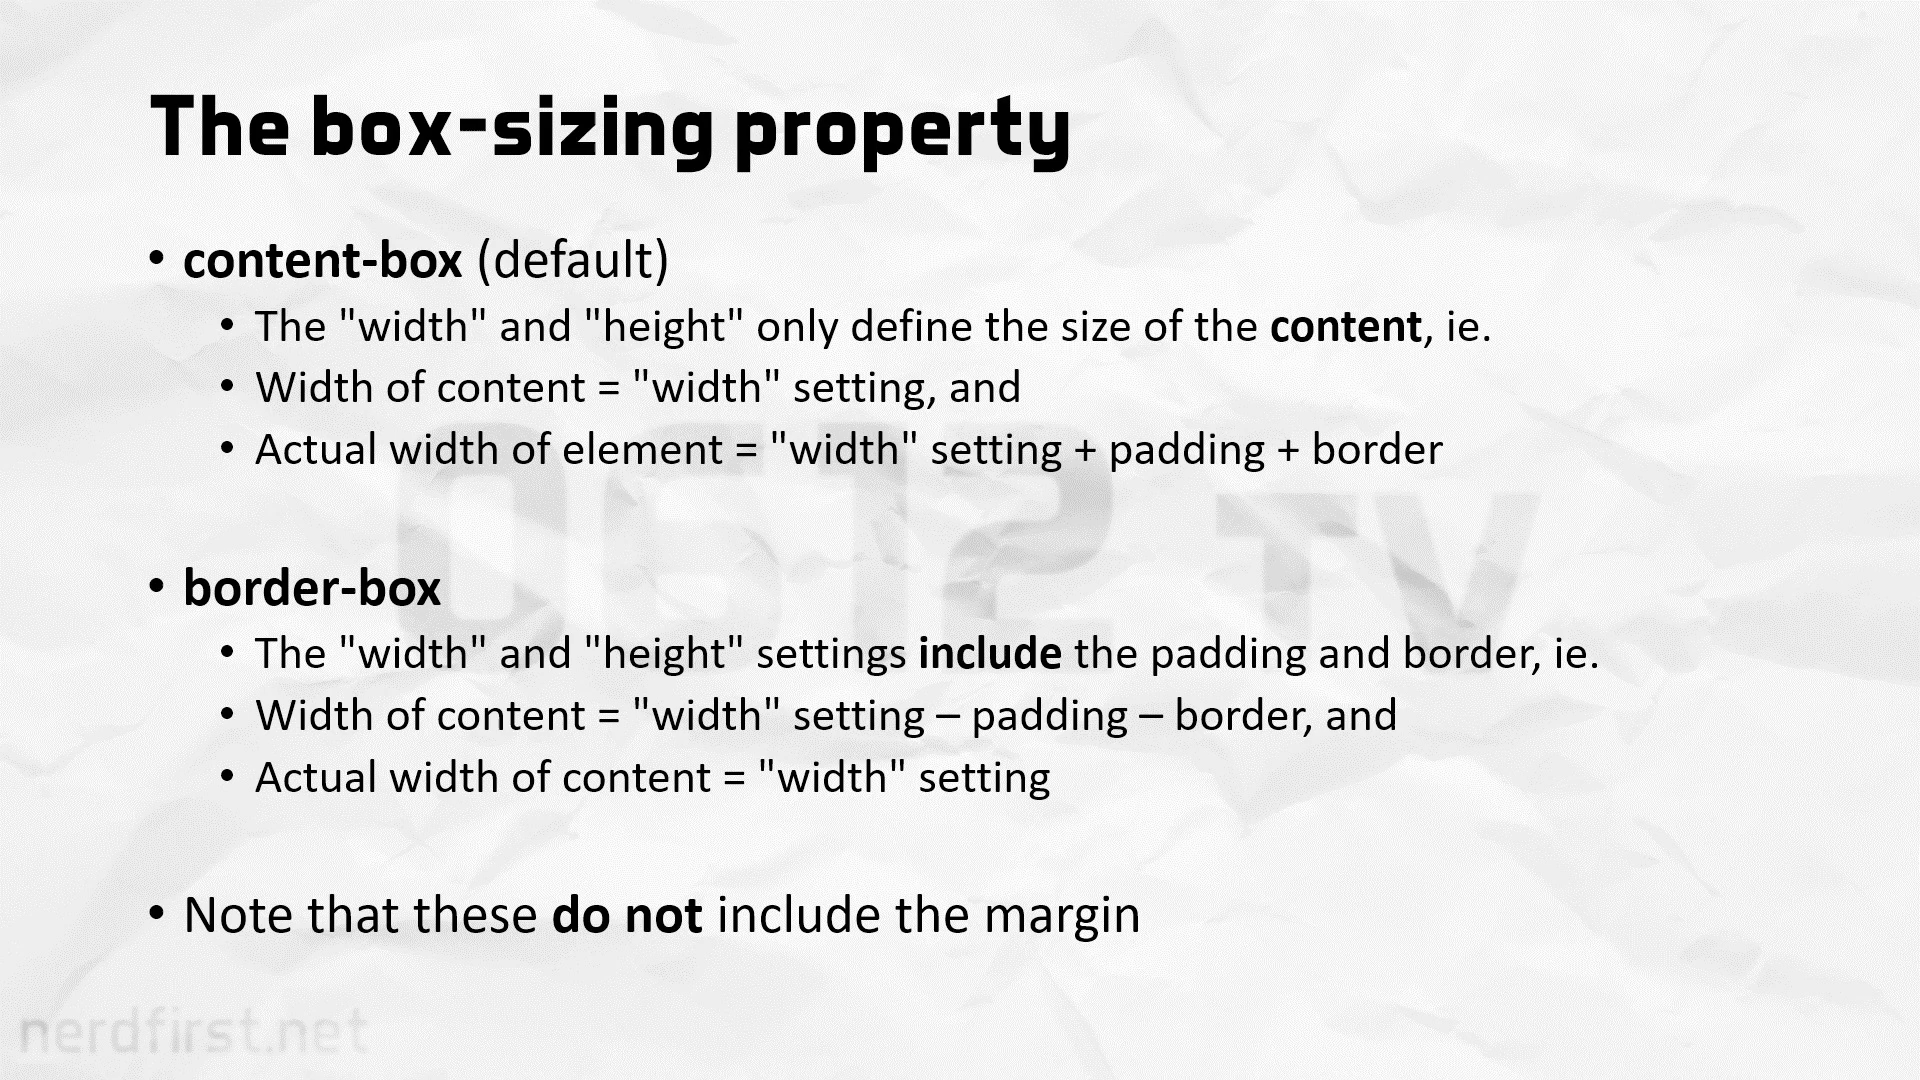 The box-sizing property
• content-box (default)
• The "width" and "height" only define the size of the content, ie.
• Width of content = "width" setting, and
• Actual width of element = "width" setting + padding + border
0612 TV
• border-box
• The "width" and "height" settings include the padding and border, ie.
• Width of content = "width" setting – padding – border, and
• Actual width of content = "width" setting
• Note that these do not include the margin
nerdfirst.net